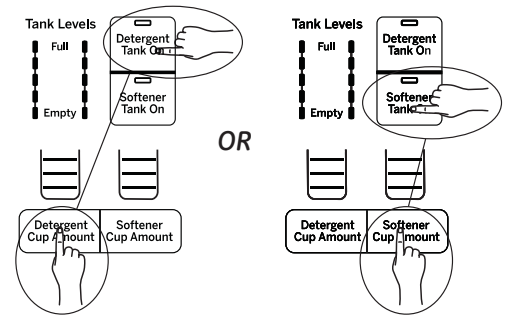 Tank Levels
Full
Empty
Detergent
Tank On
Softener
Tank On
Detergent
Cup Amount
Softener
Cup Amount
OR
Tank Levels
Full
Empty
Detergent
Tank On
Softener
Tank
Detergent
Cup Amount
Softener
Cup Amount